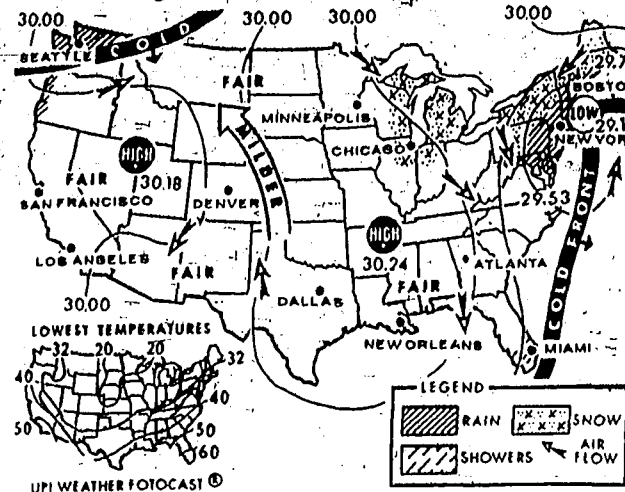 30.00
30.00
30.00
30.00
COLD
SEATTLE
FAIR
29.7
BOSTO
MINNEAPOLIS
LOW
29.1
NEW YORK
MILDER
CHICAGO
HIGH
30.18
FAIR
SAN FRANCISCO
DENVER
29.53
HIGH
30.24
COLD FRONT
LOS ANGELES
FAIR
ATLANTA
FAIR
30.00
DALLAS
NEW ORLEANS
MIAMI
LOWEST TEMPERATURES
32
20
20
32
40
40
50
50
60
LEGEND
RAIN
SNOW
SHOWERS
AIR
FLOW
UPI WEATHER FOTOCAST ®